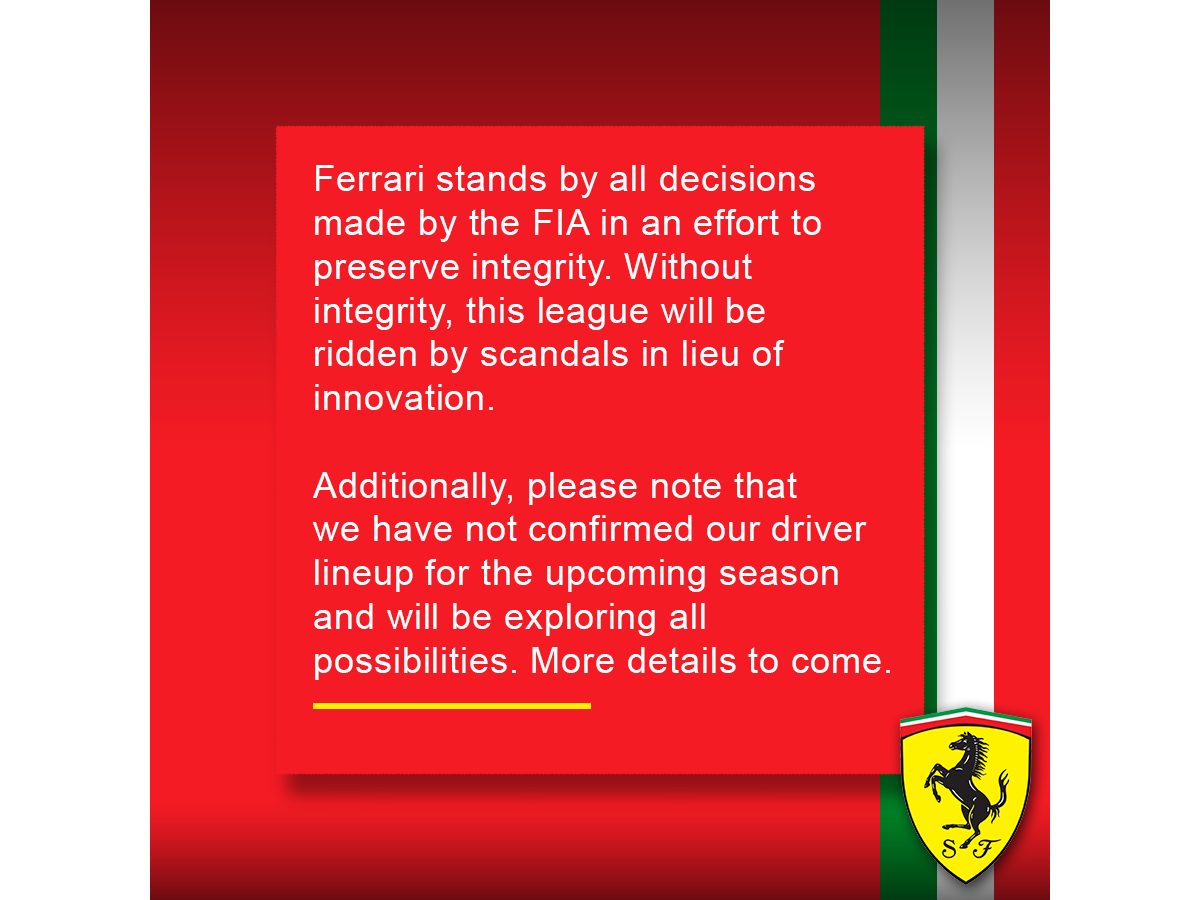 Ferrari stands by all decisions
made by the FIA in an effort to
preserve integrity. Without
integrity, this league will be
ridden by scandals in lieu of
innovation.
Additionally, please note that
we have not confirmed our driver
lineup for the upcoming season
and will be exploring all
possibilities. More details to come.
S F